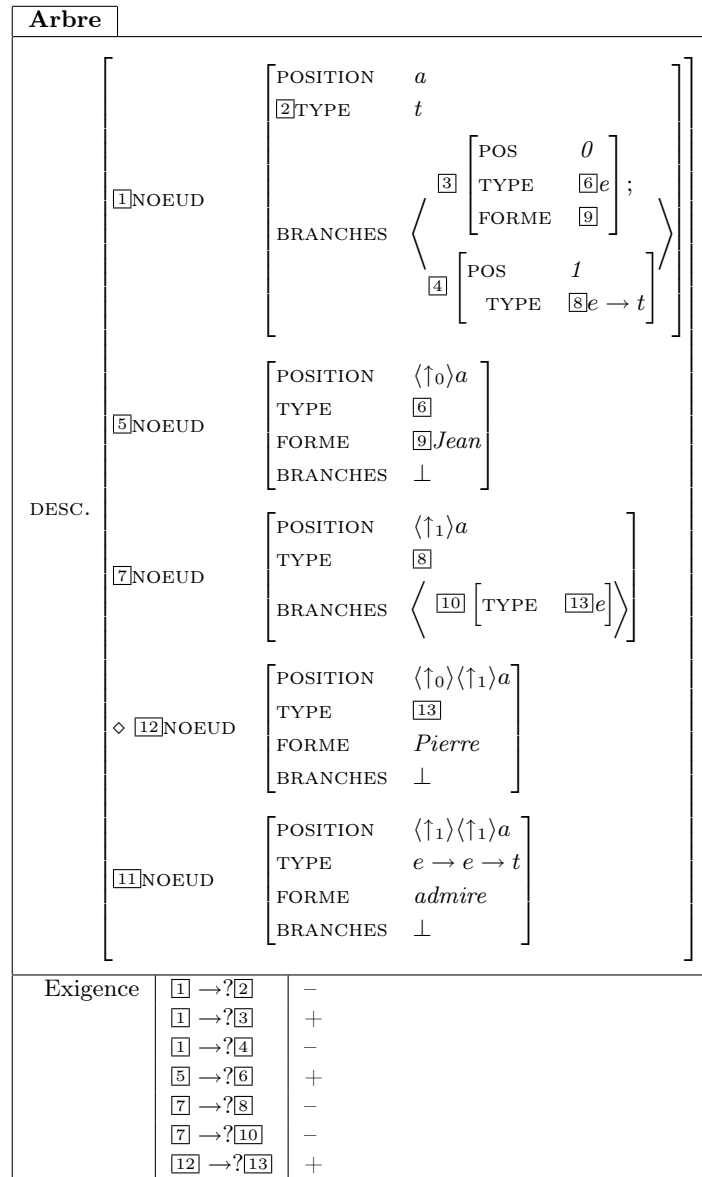 Arbre
DESC.
1 NOEUD
POSITION a
2 TYPE t
BRANCHES ⟨
3 POS 0
TYPE 6 e
FORME 9
;
4 POS 1
TYPE 8 e → t
⟩
5 NOEUD
POSITION ⟨↑0⟩a
TYPE 6
FORME 9 Jean
BRANCHES ⊥
7 NOEUD
POSITION ⟨↑1⟩a
TYPE 8
BRANCHES ⟨ 10 [TYPE 13 e] ⟩
⋄ 12 NOEUD
POSITION ⟨↑0⟩⟨↑1⟩a
TYPE 13
FORME Pierre
BRANCHES ⊥
11 NOEUD
POSITION ⟨↑1⟩⟨↑1⟩a
TYPE e → e → t
FORME admire
BRANCHES ⊥
Exigence 1 →? 2 –
1 →? 3 +
1 →? 4 –
5 →? 6 +
7 →? 8 –
7 →? 10 –
12 →? 13 +